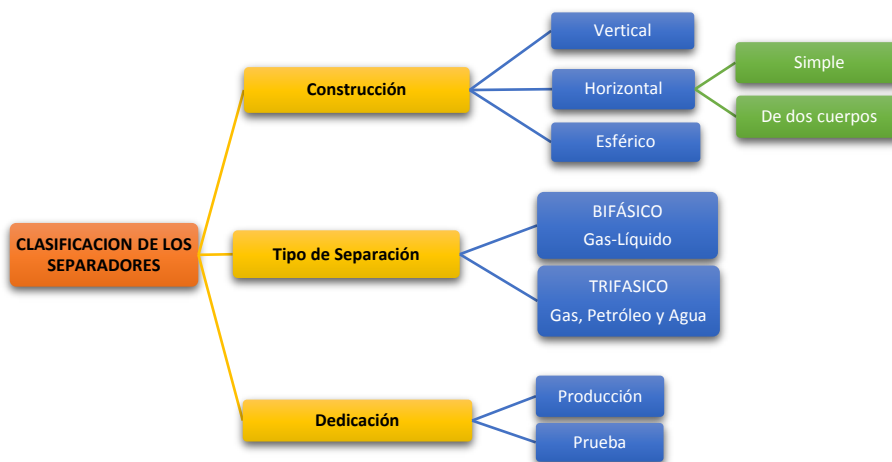 CLASIFICACION DE LOS
SEPARADORES
Construcción
Vertical
Horizontal
Simple
De dos cuerpos
Esférico
Tipo de Separación
BIFÁSICO
Gas-Líquido
TRIFASICO
Gas, Petróleo y Agua
Dedicación
Producción
Prueba